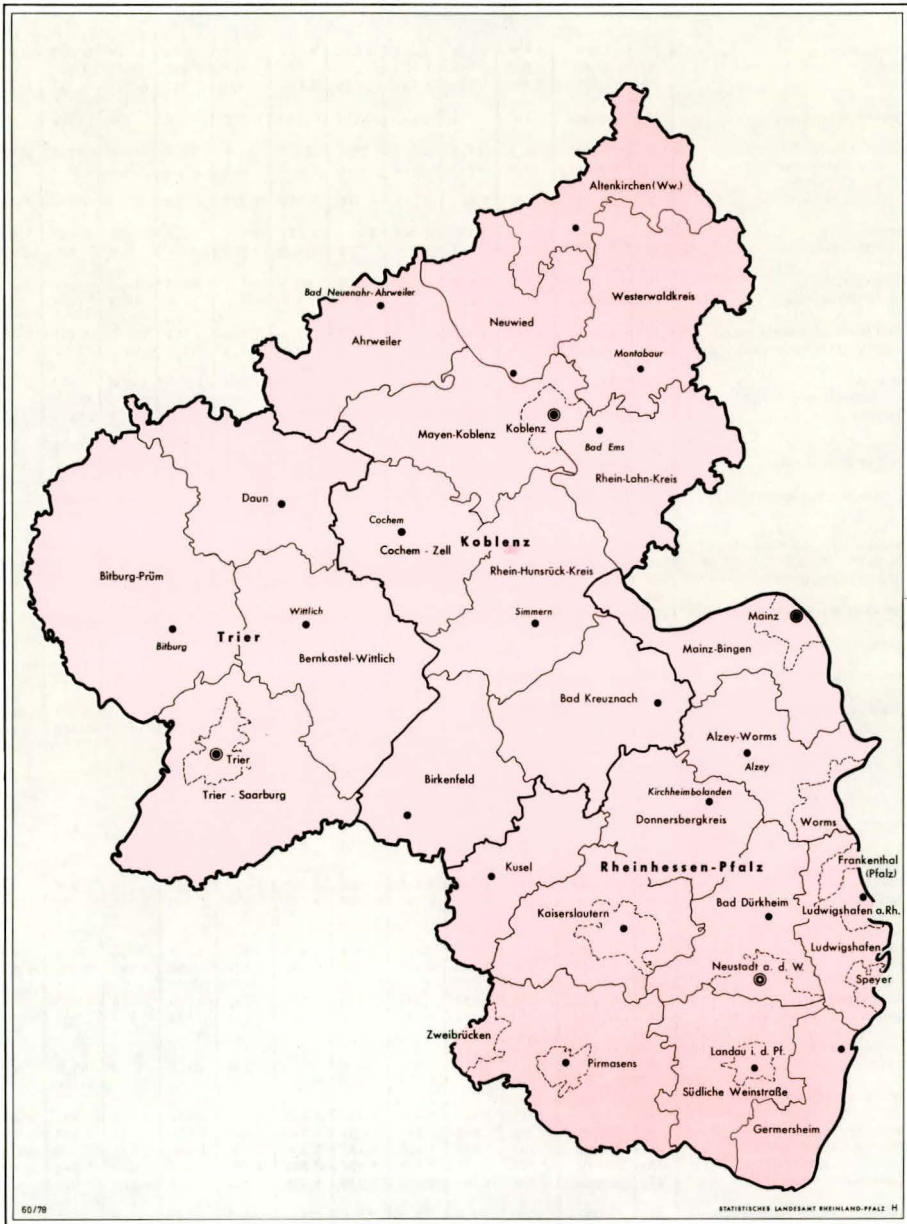 Altenkirchen (Ww.)
Westerwaldkreis
Bad Neuenahr-Ahrweiler
Neuwied
Ahrweiler
Montabaur
Mayen-Koblenz
Koblenz
Bad Ems
Rhein-Lahn-Kreis
Daun
Cochem
Koblenz
Cochem - Zell
Rhein-Hunsrück-Kreis
Bitburg-Prüm
Wittlich
Simmern
Mainz
Trier
Bitburg
Mainz-Bingen
Bernkastel-Wittlich
Bad Kreuznach
Alzey-Worms
Trier
Alzey
Birkenfeld
Trier - Saarburg
Kirchheimbolanden
Donnersbergkreis
Worms
Rheinhessen-Pfalz
Frankenthal
(Pfalz)
Kusel
Bad Dürkheim
Kaiserslautern
Ludwigshafen a.Rh.
Ludwigshafen
Neustadt a. d. W.
Speyer
Zweibrücken
Pirmasens
Landau i. d. Pf.
Südliche Weinstraße
Germersheim
60/78
STATISTISCHES LANDESAMT RHEINLAND-PFALZ H